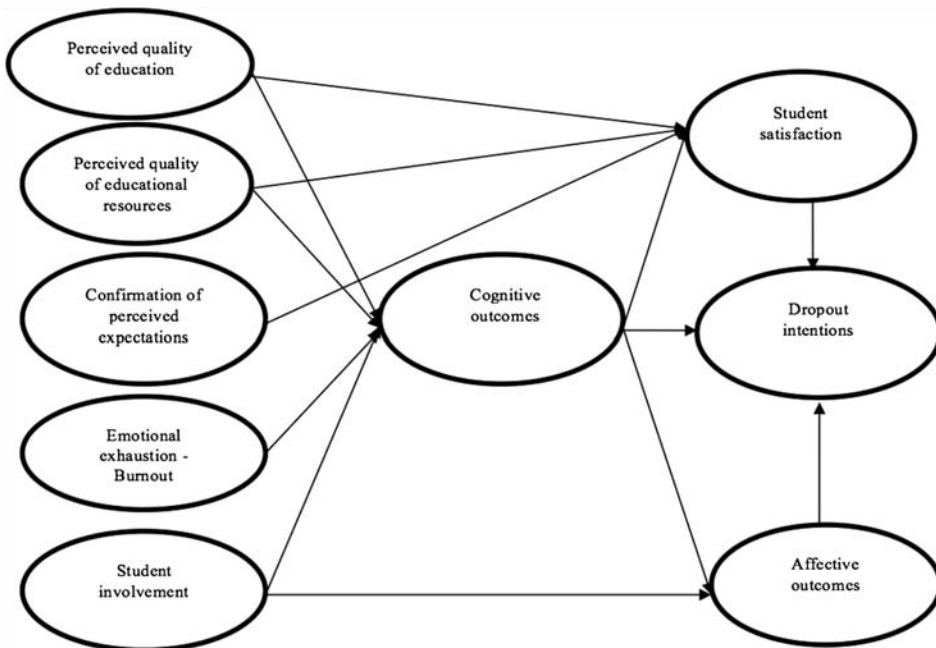 Perceived quality
of education
Student
satisfaction
Perceived quality
of educational
resources
Confirmation of
perceived
expectations
Cognitive
outcomes
Dropout
intentions
Emotional
exhaustion -
Burnout
Student
involvement
Affective
outcomes